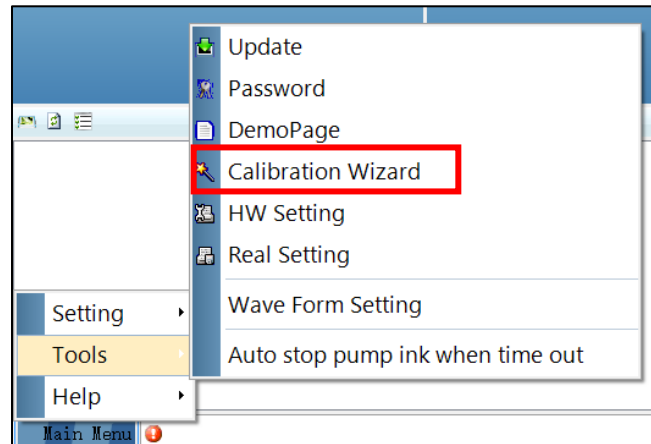 Update
Password
DemoPage
Calibration Wizard
HW Setting
Real Setting
Wave Form Setting
Auto stop pump ink when time out
Setting
Tools
Help
Main Menu